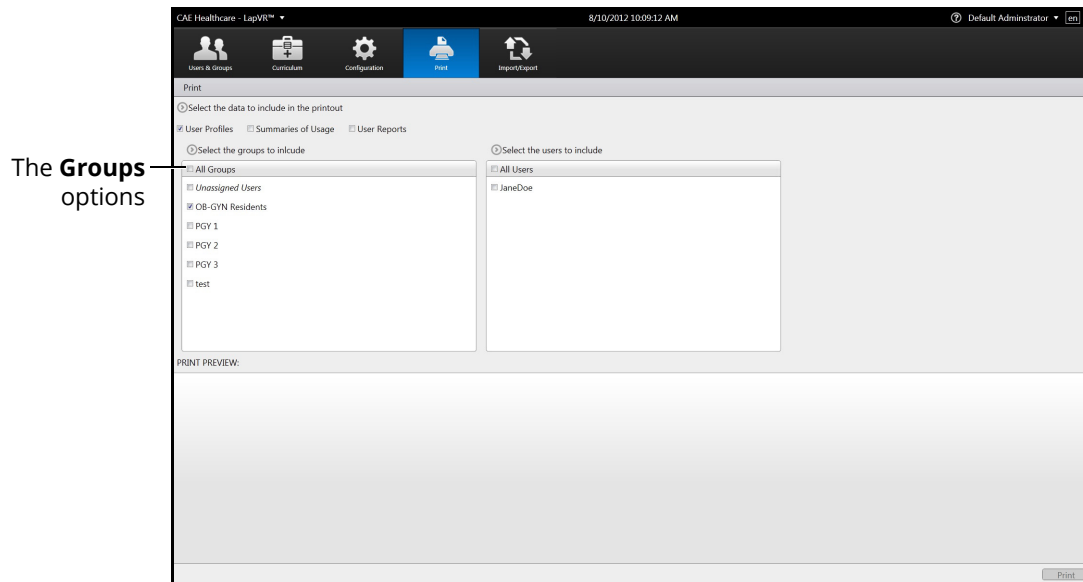 CAE Healthcare - LapVR™ 8/10/2012 10:09:12 AM Default Adminstrator en
Users & Groups Curriculum Configuration Print Import/Export
Print
Select the data to include in the printout
User Profiles Summaries of Usage User Reports
Select the groups to inlcude Select the users to include
The Groups options
All Groups All Users
Unassigned Users JaneDoe
OB-GYN Residents
PGY 1
PGY 2
PGY 3
test
PRINT PREVIEW:
Print